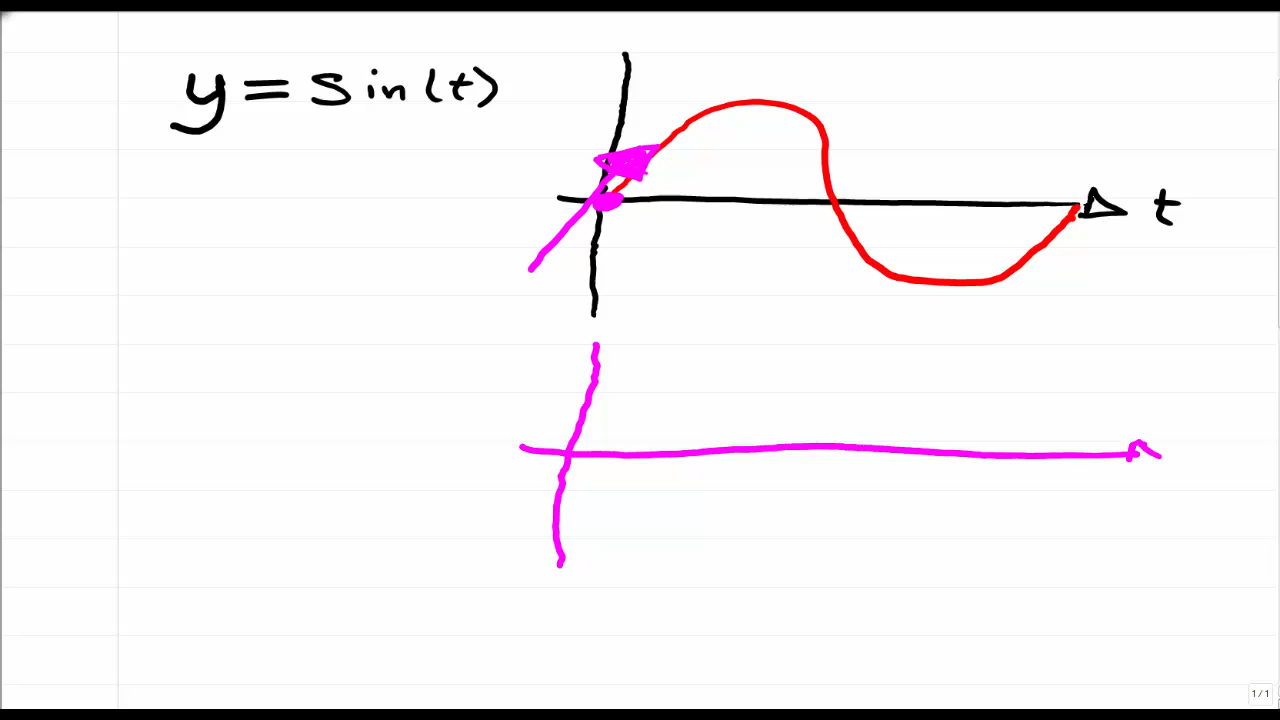 y = sin(t)
t
1/1